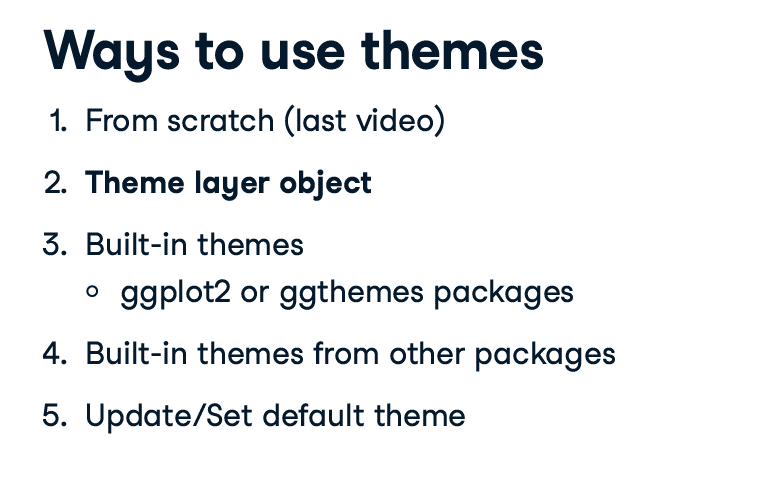 Ways to use themes
1. From scratch (last video)
2. Theme layer object
3. Built-in themes
○ ggplot2 or ggthemes packages
4. Built-in themes from other packages
5. Update/Set default theme